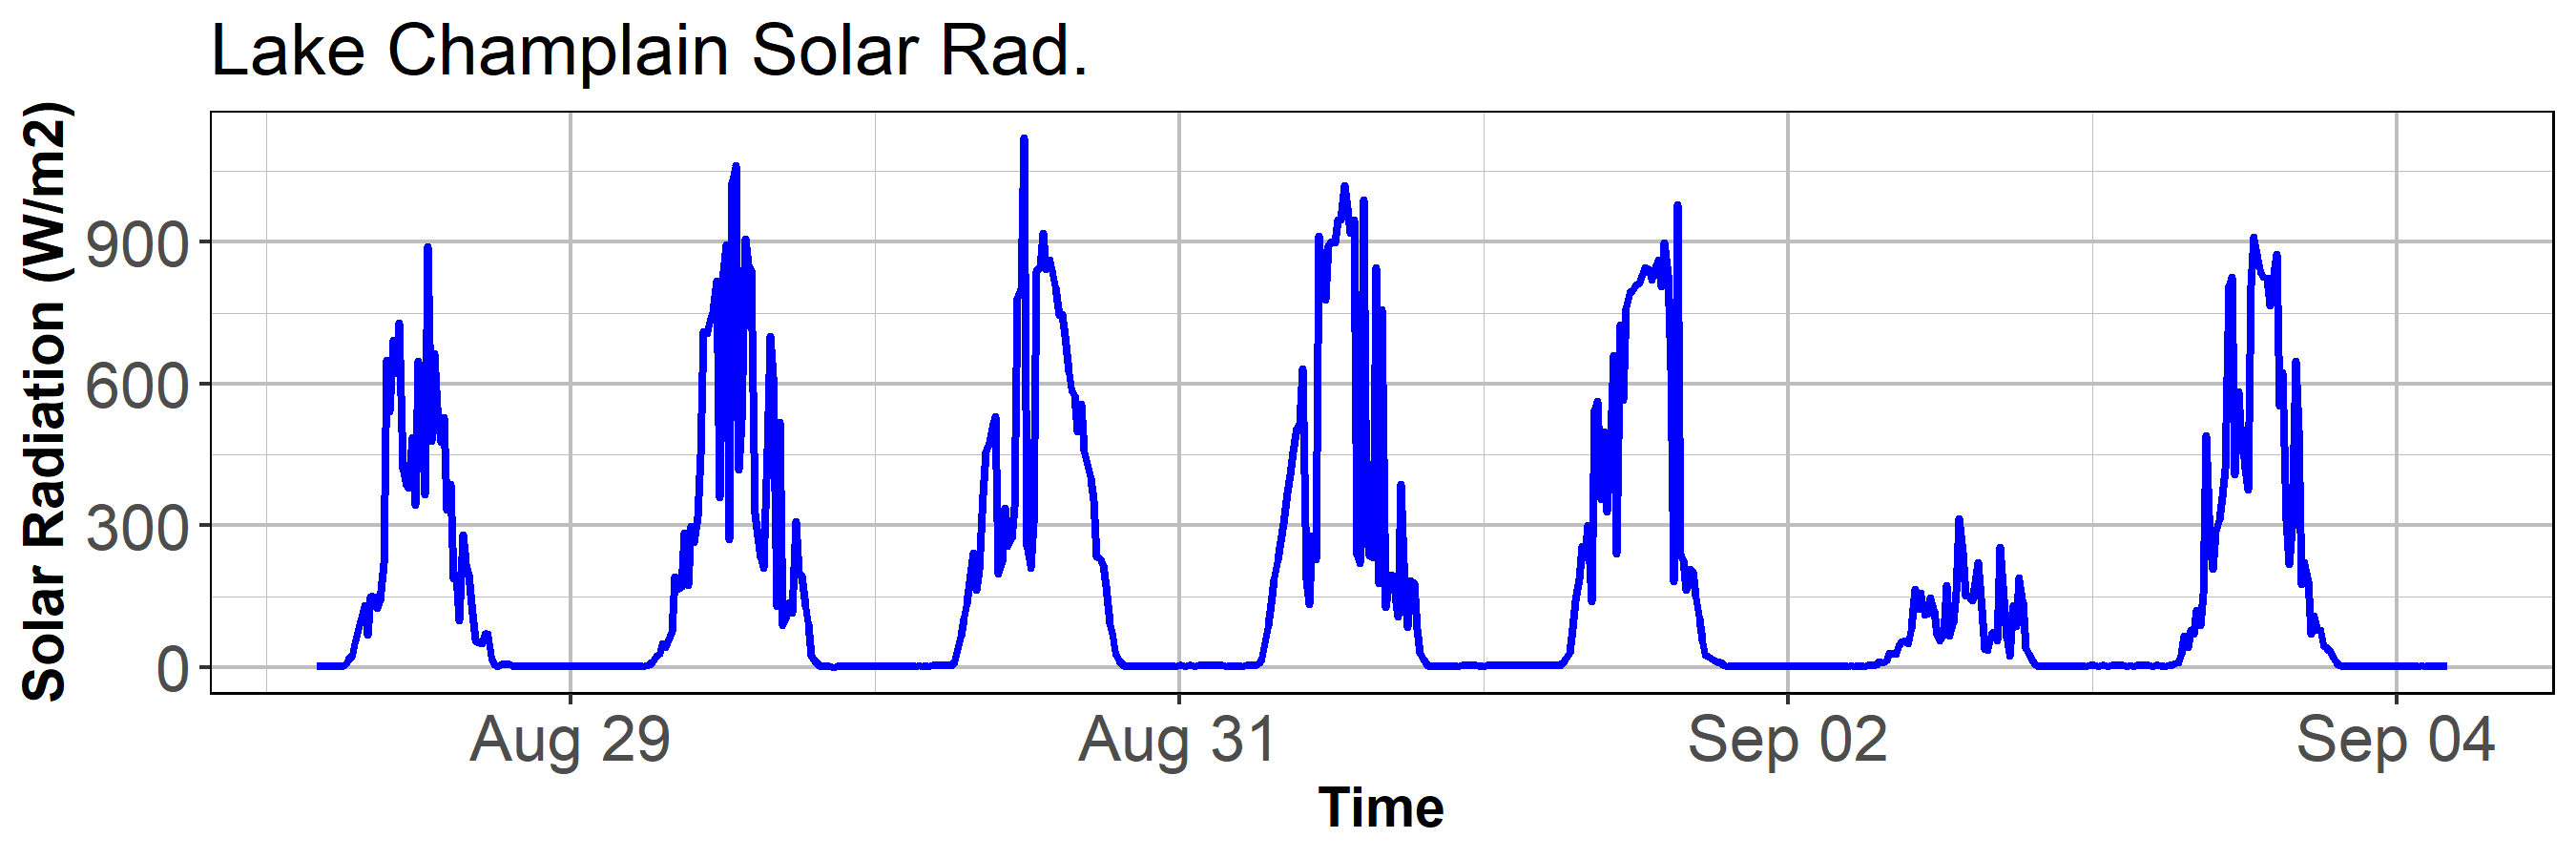 Lake Champlain Solar Rad.
Solar Radiation (W/m2)
900
600
300
0
Aug 29
Aug 31
Sep 02
Sep 04
Time